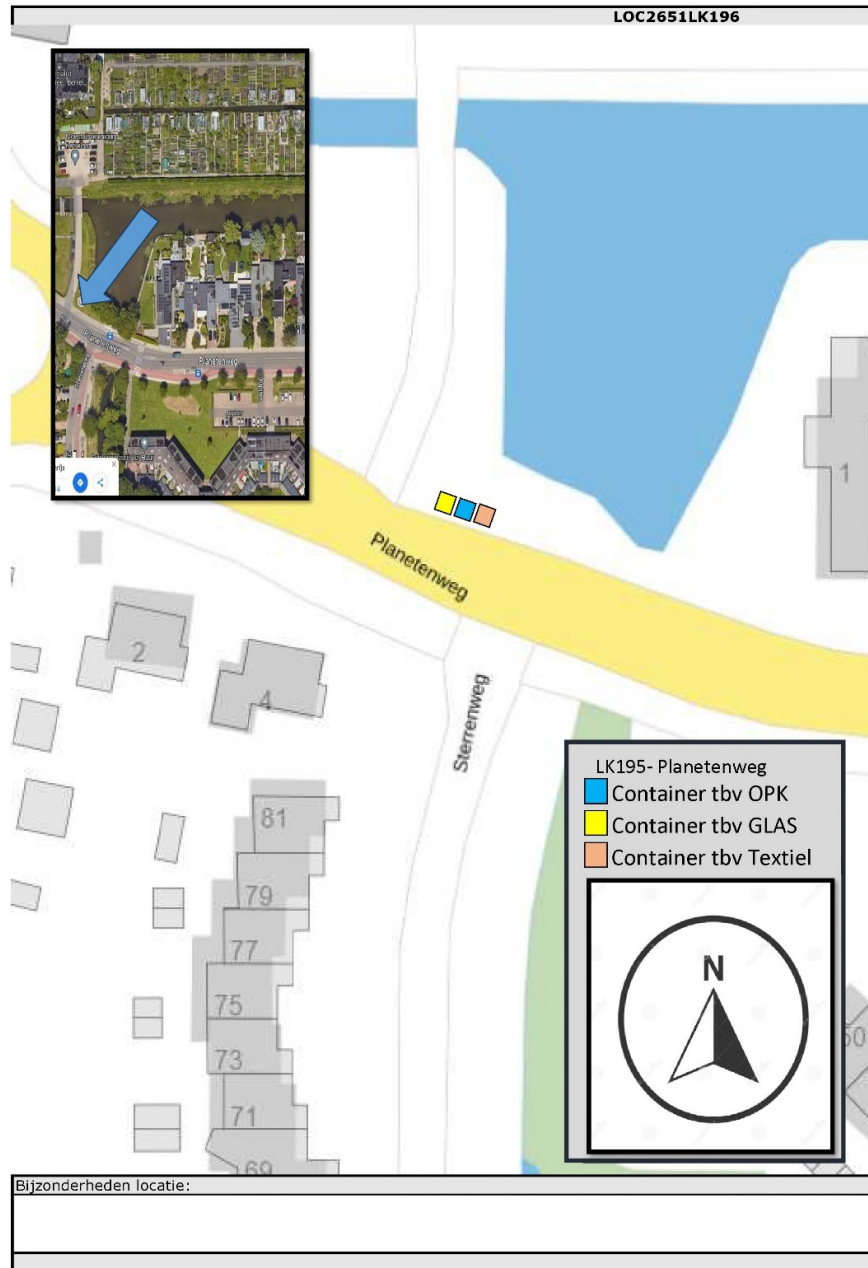 LOC2651LK196
Planetenweg
Planetenweg
Planetenweg
1
2
4
Sterrenweg
81
79
77
75
73
71
69
LK195- Planetenweg
Container tbv OPK
Container tbv GLAS
Container tbv Textiel
N
50
Bijzonderheden locatie: